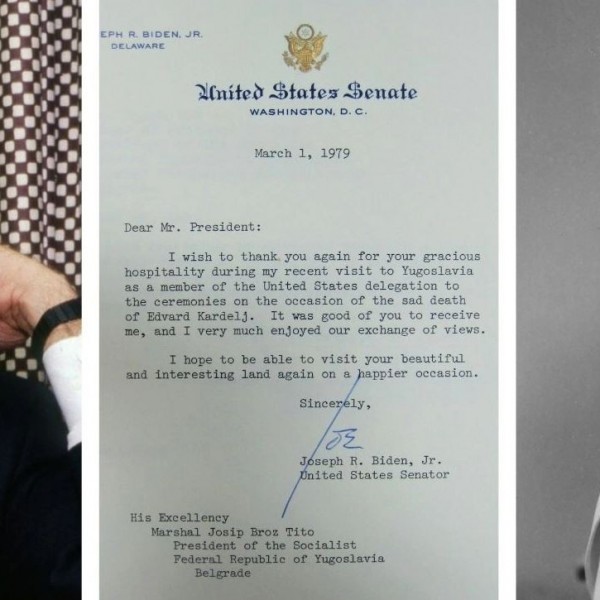 EPH R. BIDEN, JR.
DELAWARE
United States Senate
WASHINGTON, D. C.
March 1, 1979
Dear Mr. President:
I wish to thank you again for your gracious
hospitality during my recent visit to Yugoslavia
as a member of the United States delegation to
the ceremonies on the occasion of the sad death
of Edvard Kardelj. It was good of you to receive
me, and I very much enjoyed our exchange of views.
I hope to be able to visit your beautiful
and interesting land again on a happier occasion.
Sincerely,
JOE
Joseph R. Biden, Jr.
United States Senator
His Excellency
Marshal Josip Broz Tito
President of the Socialist
Federal Republic of Yugoslavia
Belgrade